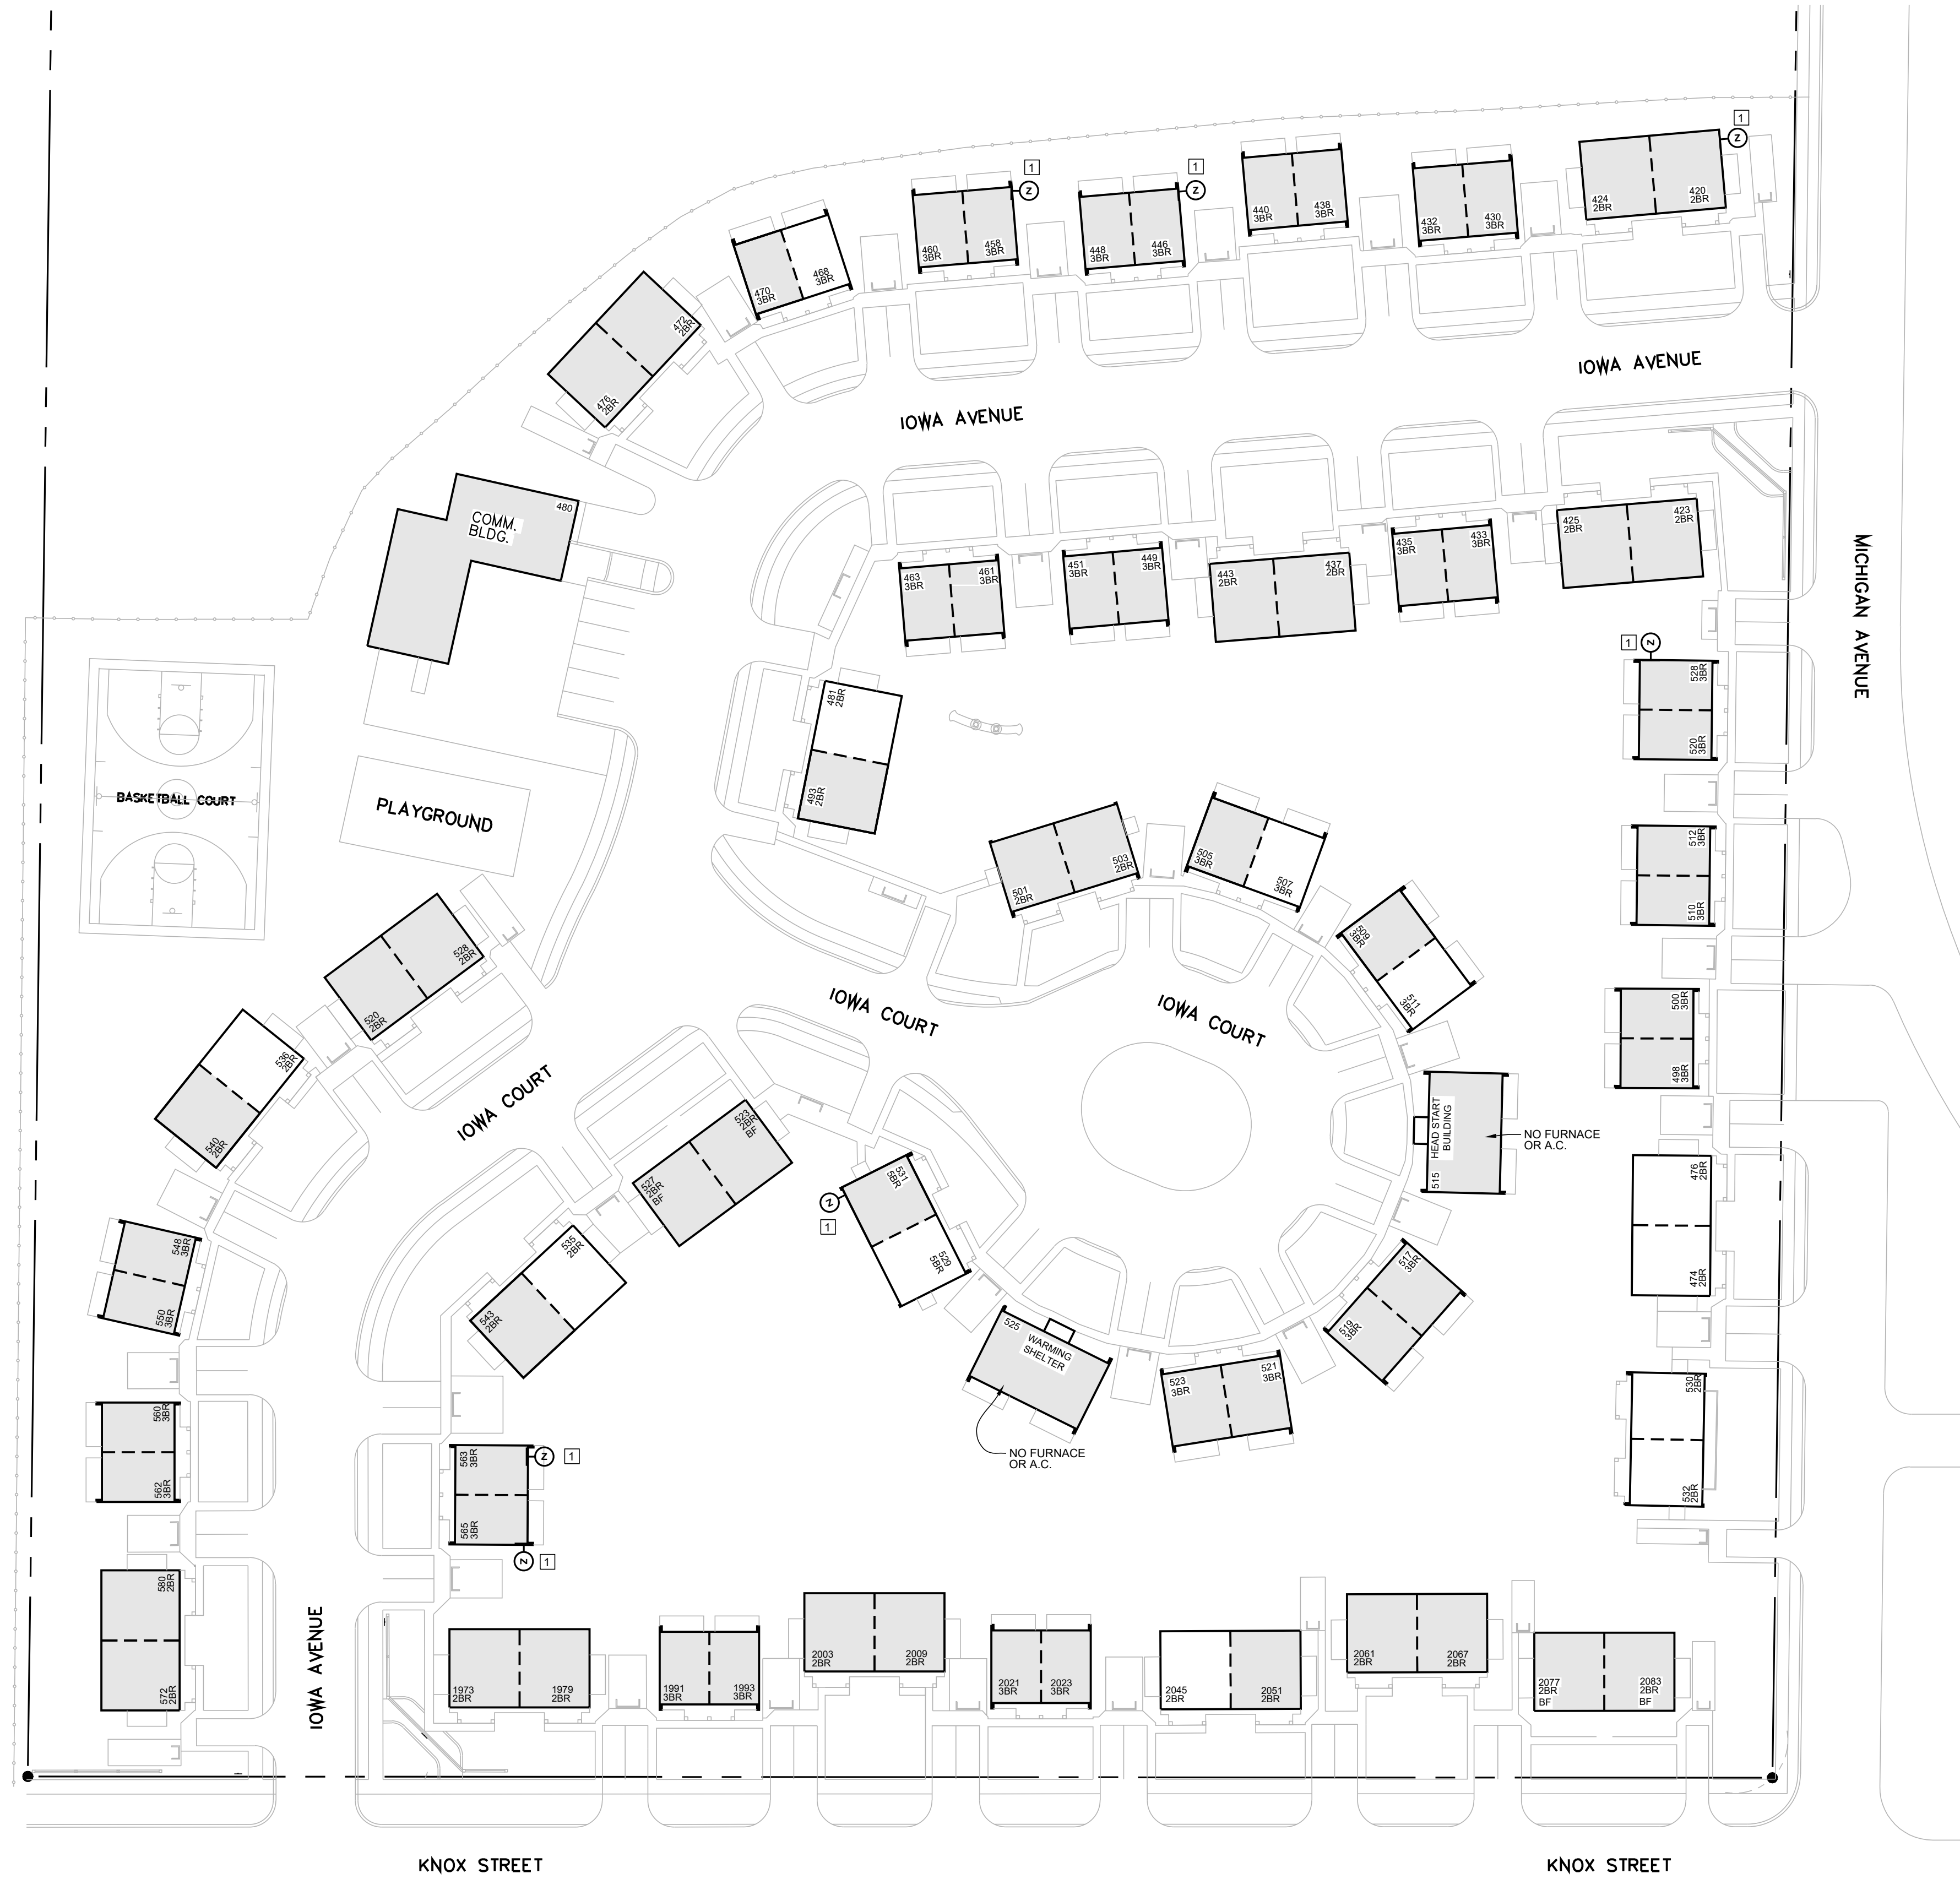 1
Z
424
2BR
420
2BR
1
Z
460
3BR
458
3BR
1
Z
448
3BR
446
3BR
440
3BR
438
3BR
432
3BR
430
3BR
470
3BR
468
3BR
472
2BR
476
2BR
IOWA AVENUE
IOWA AVENUE
480
COMM.
BLDG.
463
3BR
461
3BR
451
3BR
449
3BR
443
2BR
437
2BR
435
3BR
433
3BR
425
2BR
423
2BR
MICHIGAN AVENUE
1
Z
528
3BR
520
3BR
481
2BR
493
2BR
BASKETBALL COURT
PLAYGROUND
501
2BR
503
2BR
505
3BR
507
3BR
509
3BR
511
3BR
512
3BR
510
3BR
500
3BR
498
3BR
528
2BR
520
2BR
536
2BR
540
2BR
IOWA COURT
IOWA COURT
IOWA COURT
523
2BR
BF
527
2BR
BF
531
5BR
529
5BR
Z
1
515
HEAD START
BUILDING
NO FURNACE
OR A.C.
476
2BR
474
2BR
548
3BR
550
3BR
535
2BR
543
2BR
517
3BR
519
3BR
525
WARMING
SHELTER
NO FURNACE
OR A.C.
523
3BR
521
3BR
530
2BR
532
2BR
560
3BR
562
3BR
563
3BR
565
3BR
Z
1
Z
1
580
2BR
572
2BR
IOWA AVENUE
1973
2BR
1979
2BR
1991
3BR
1993
3BR
2003
2BR
2009
2BR
2021
3BR
2023
3BR
2045
2BR
2051
2BR
2061
2BR
2067
2BR
2077
2BR
BF
2083
2BR
BF
KNOX STREET
KNOX STREET